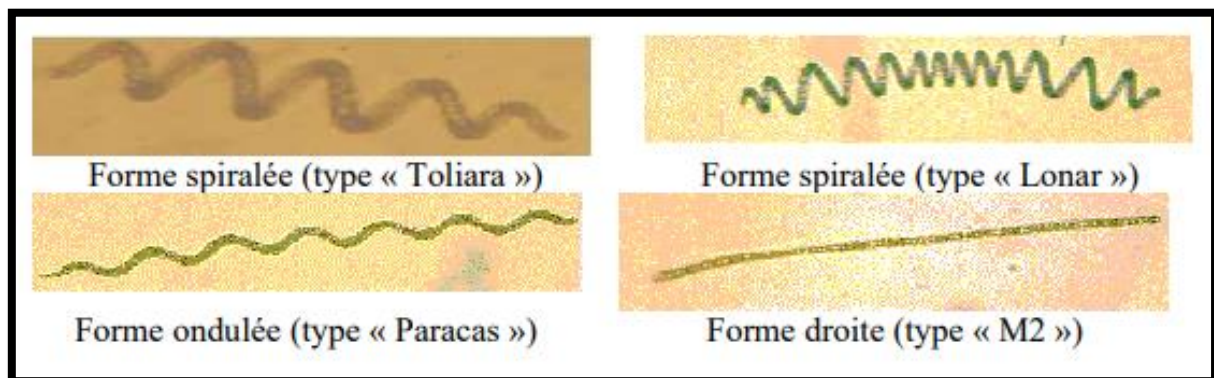 Forme spiralée (type « Toliara »)
Forme spiralée (type « Lonar »)
Forme ondulée (type « Paracas »)
Forme droite (type « M2 »)